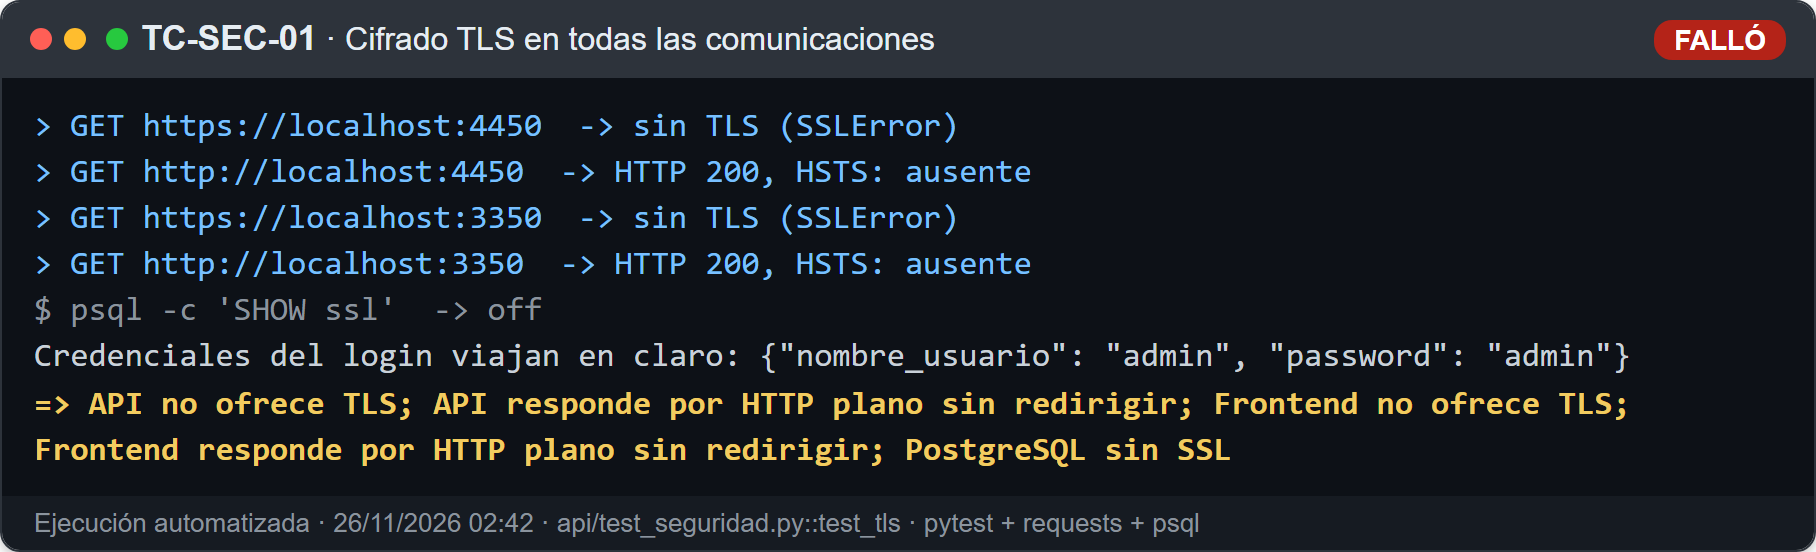 TC-SEC-01 · Cifrado TLS en todas las comunicaciones
FALLÓ
> GET https://localhost:4450  -> sin TLS (SSLError)
> GET http://localhost:4450  -> HTTP 200, HSTS: ausente
> GET https://localhost:3350  -> sin TLS (SSLError)
> GET http://localhost:3350  -> HTTP 200, HSTS: ausente
$ psql -c 'SHOW ssl'  -> off
Credenciales del login viajan en claro: {"nombre_usuario": "admin", "password": "admin"}
=> API no ofrece TLS; API responde por HTTP plano sin redirigir; Frontend no ofrece TLS;
Frontend responde por HTTP plano sin redirigir; PostgreSQL sin SSL
Ejecución automatizada · 26/11/2026 02:42 · api/test_seguridad.py::test_tls · pytest + requests + psql